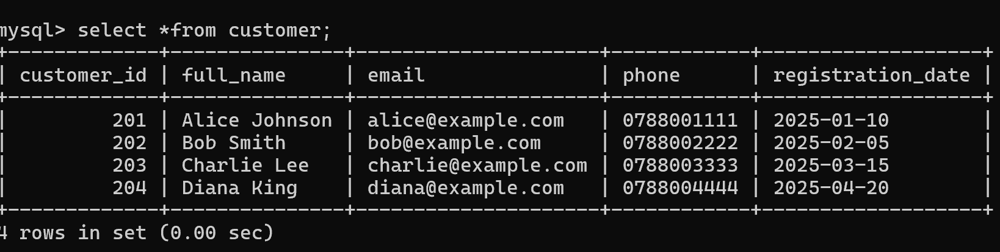 mysql> select *from customer;
+-------------+--------------+---------------------+------------+-------------------+
| customer_id | full_name    | email               | phone      | registration_date |
+-------------+--------------+---------------------+------------+-------------------+
|         201 | Alice Johnson | alice@example.com   | 0788001111 | 2025-01-10        |
|         202 | Bob Smith    | bob@example.com     | 0788002222 | 2025-02-05        |
|         203 | Charlie Lee  | charlie@example.com | 0788003333 | 2025-03-15        |
|         204 | Diana King   | diana@example.com   | 0788004444 | 2025-04-20        |
+-------------+--------------+---------------------+------------+-------------------+
4 rows in set (0.00 sec)